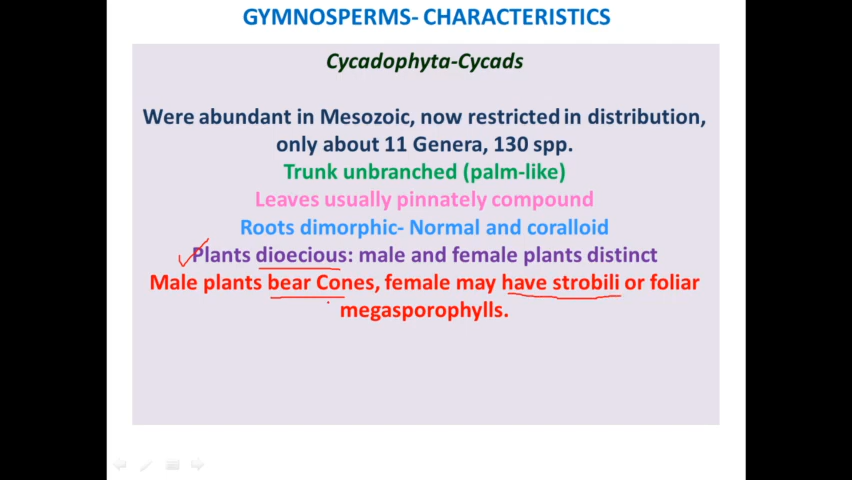 GYMNOSPERMS- CHARACTERISTICS
Cycadophyta-Cycads
Were abundant in Mesozoic, now restricted in distribution,
only about 11 Genera, 130 spp.
Trunk unbranched (palm-like)
Leaves usually pinnately compound
Roots dimorphic- Normal and coralloid
Plants dioecious: male and female plants distinct
Male plants bear Cones, female may have strobili or foliar
megasporophylls.